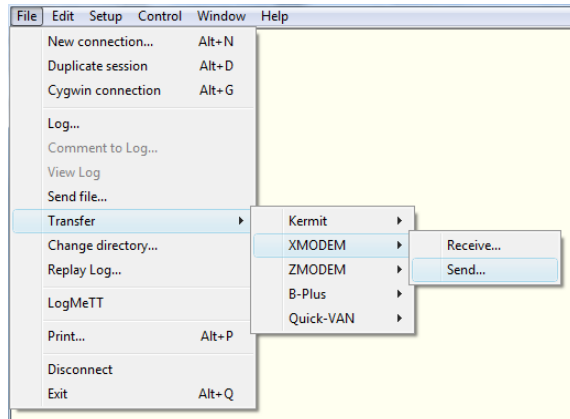 File Edit Setup Control Window Help
New connection... Alt+N
Duplicate session Alt+D
Cygwin connection Alt+G
Log...
Comment to Log...
View Log
Send file...
Transfer
Change directory...
Replay Log...
LogMeTT
Print... Alt+P
Disconnect
Exit Alt+Q
Kermit
XMODEM
ZMODEM
B-Plus
Quick-VAN
Receive...
Send...